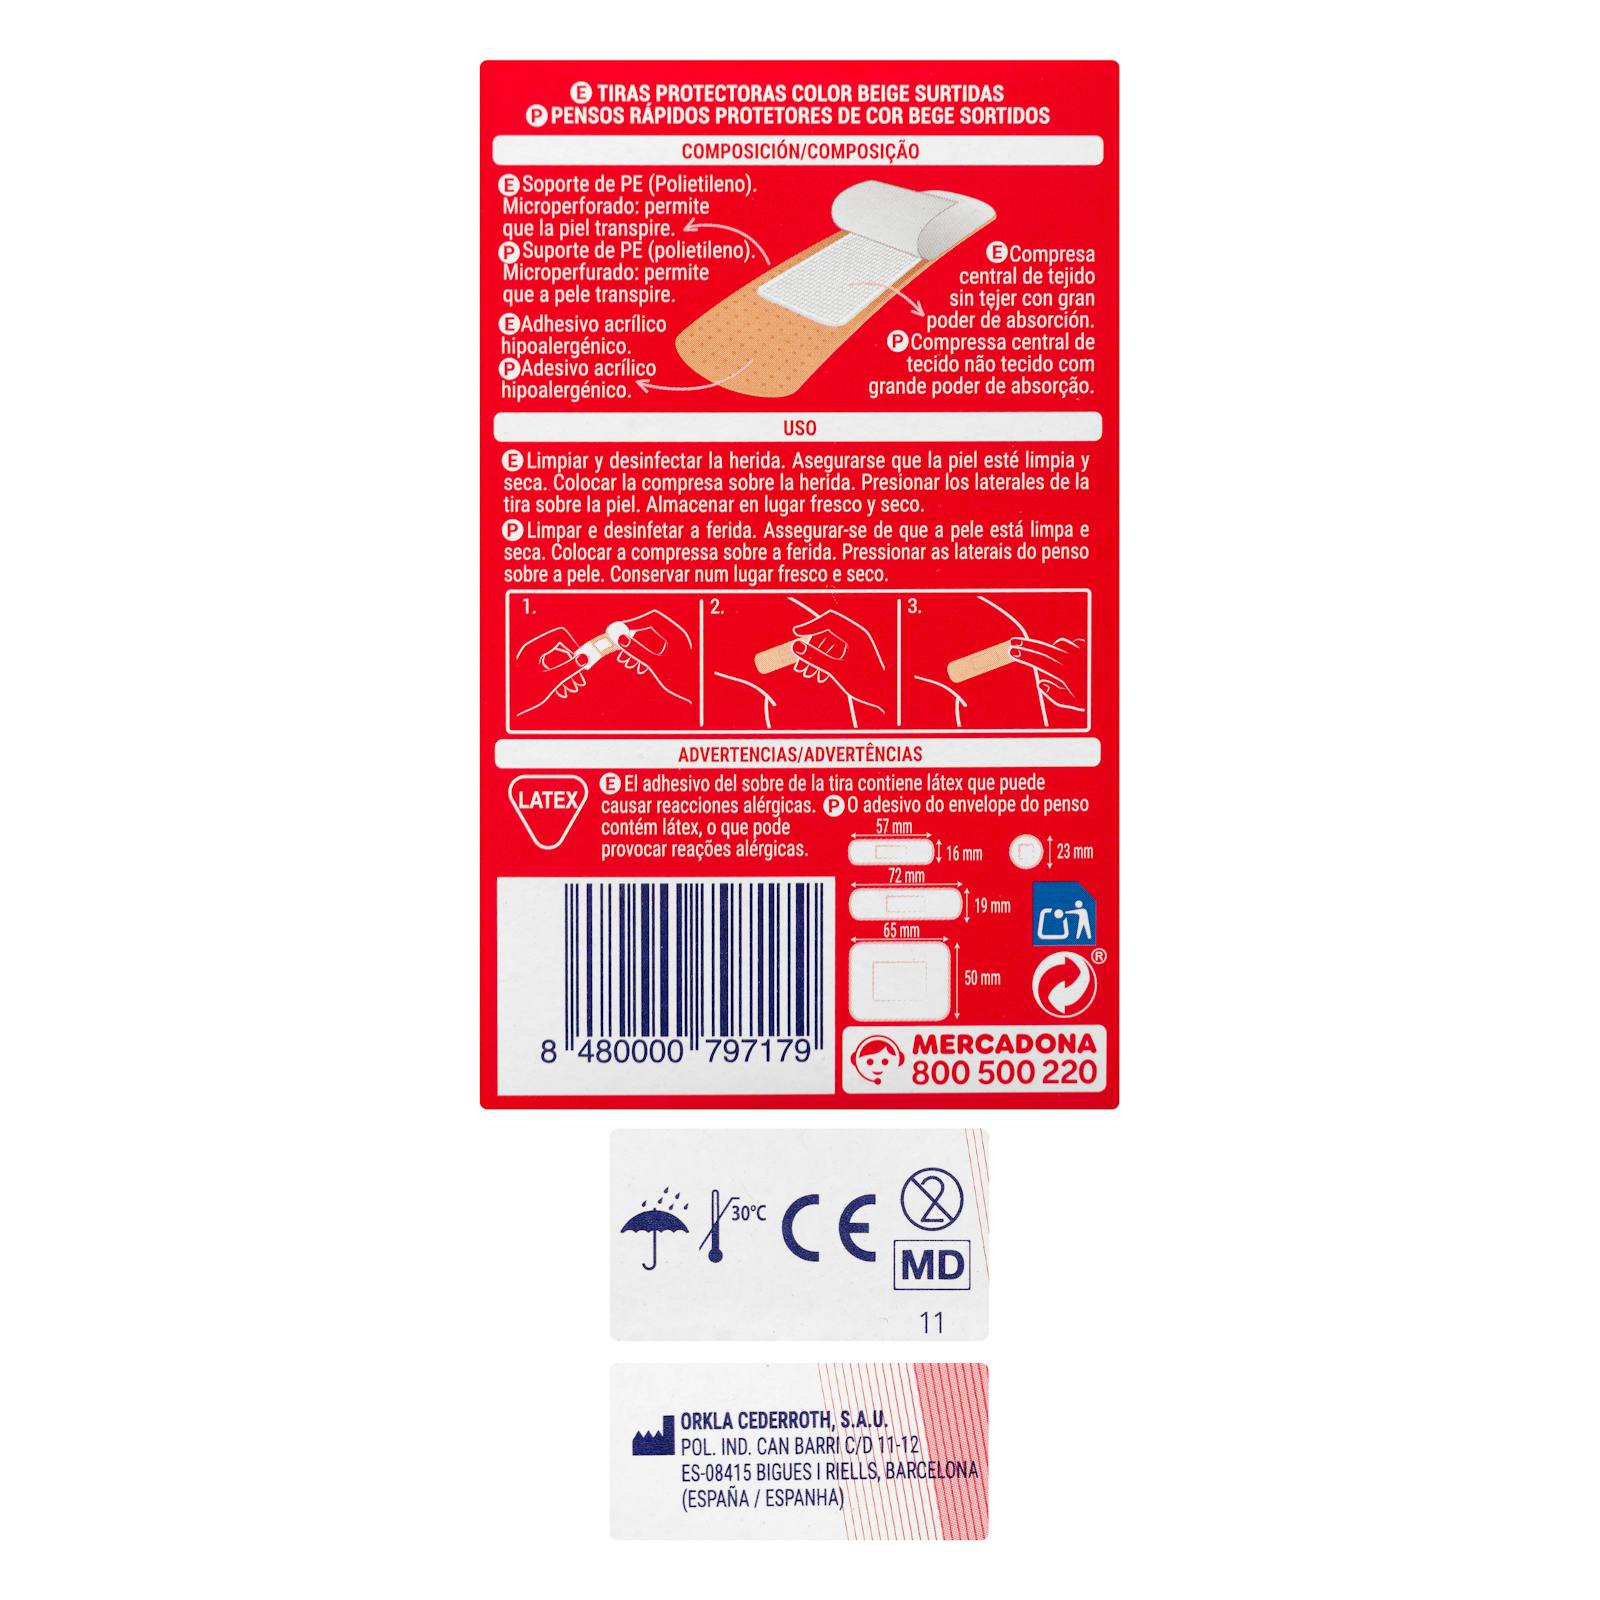 E TIRAS PROTECTORAS COLOR BEIGE SURTIDAS
P PENSOS RÁPIDOS PROTETORES DE COR BEGE SORTIDOS
COMPOSICIÓN/COMPOSIÇÃO
E Soporte de PE (Polietileno).
Microperforado: permite
que la piel transpire.
P Suporte de PE (polietileno).
Microperfurado: permite
que a pele transpire.
E Adhesivo acrílico
hipoalergénico.
P Adesivo acrílico
hipoalergénico.
E Compresa
central de tejido
sin tejer con gran
poder de absorción.
P Compressa central de
tecido não tecido com
grande poder de absorção.
USO
E Limpiar y desinfectar la herida. Asegurarse que la piel esté limpia y
seca. Colocar la compresa sobre la herida. Presionar los laterales de la
tira sobre la piel. Almacenar en lugar fresco y seco.
P Limpar e desinfetar a ferida. Assegurar-se de que a pele está limpa e
seca. Colocar a compressa sobre a ferida. Pressionar as laterais do penso
sobre a pele. Conservar num lugar fresco e seco.
1. 2. 3.
ADVERTENCIAS/ADVERTÊNCIAS
LATEX
E El adhesivo del sobre de la tira contiene látex que puede
causar reacciones alérgicas. P O adesivo do envelope do penso
contém látex, o que pode
provocar reações alérgicas.
57 mm
16 mm
23 mm
72 mm
19 mm
65 mm
50 mm
®
8 480000 797179
MERCADONA
800 500 220
30°C
CE
2
MD
11
ORKLA CEDERROTH, S.A.U.
POL. IND. CAN BARRI C/D 11-12
ES-08415 BIGUES I RIELLS, BARCELONA
(ESPAÑA / ESPANHA)